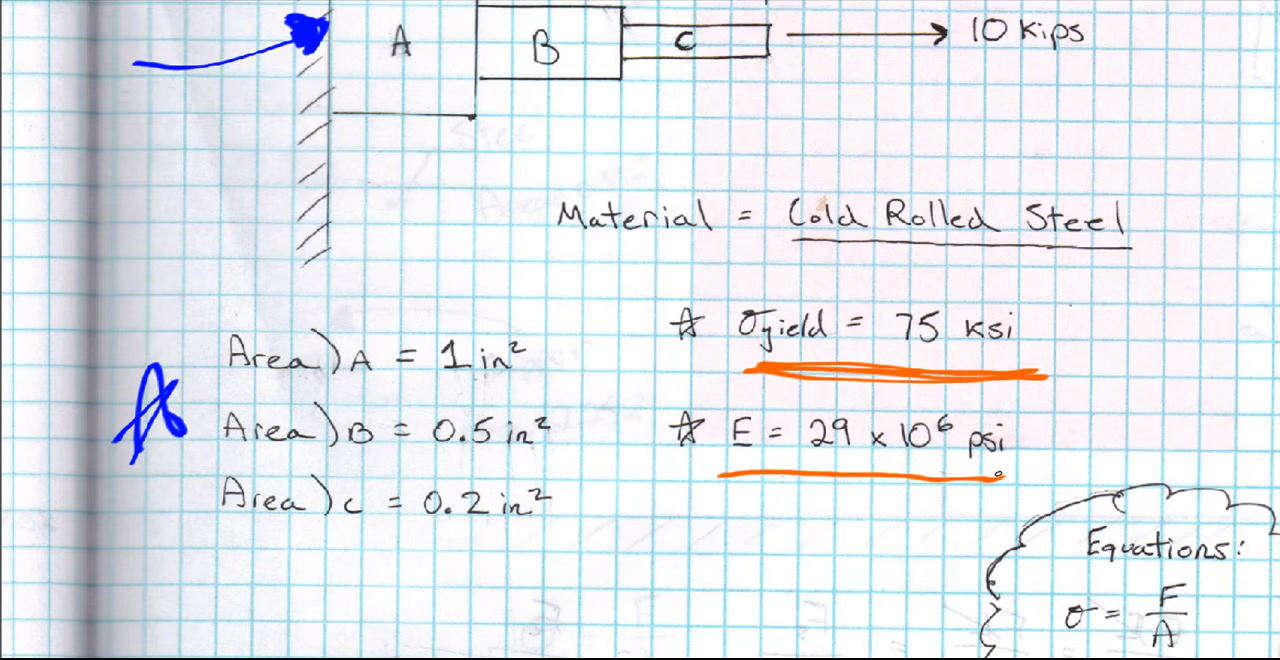 A B C 10 Kips
Material = Cold Rolled Steel
☆ σyield = 75 ksi
Area)A = 1 in²
Area)B = 0.5 in²
☆ E = 29 x 10⁶ psi
Area)C = 0.2 in²
Equations:
σ = F/A